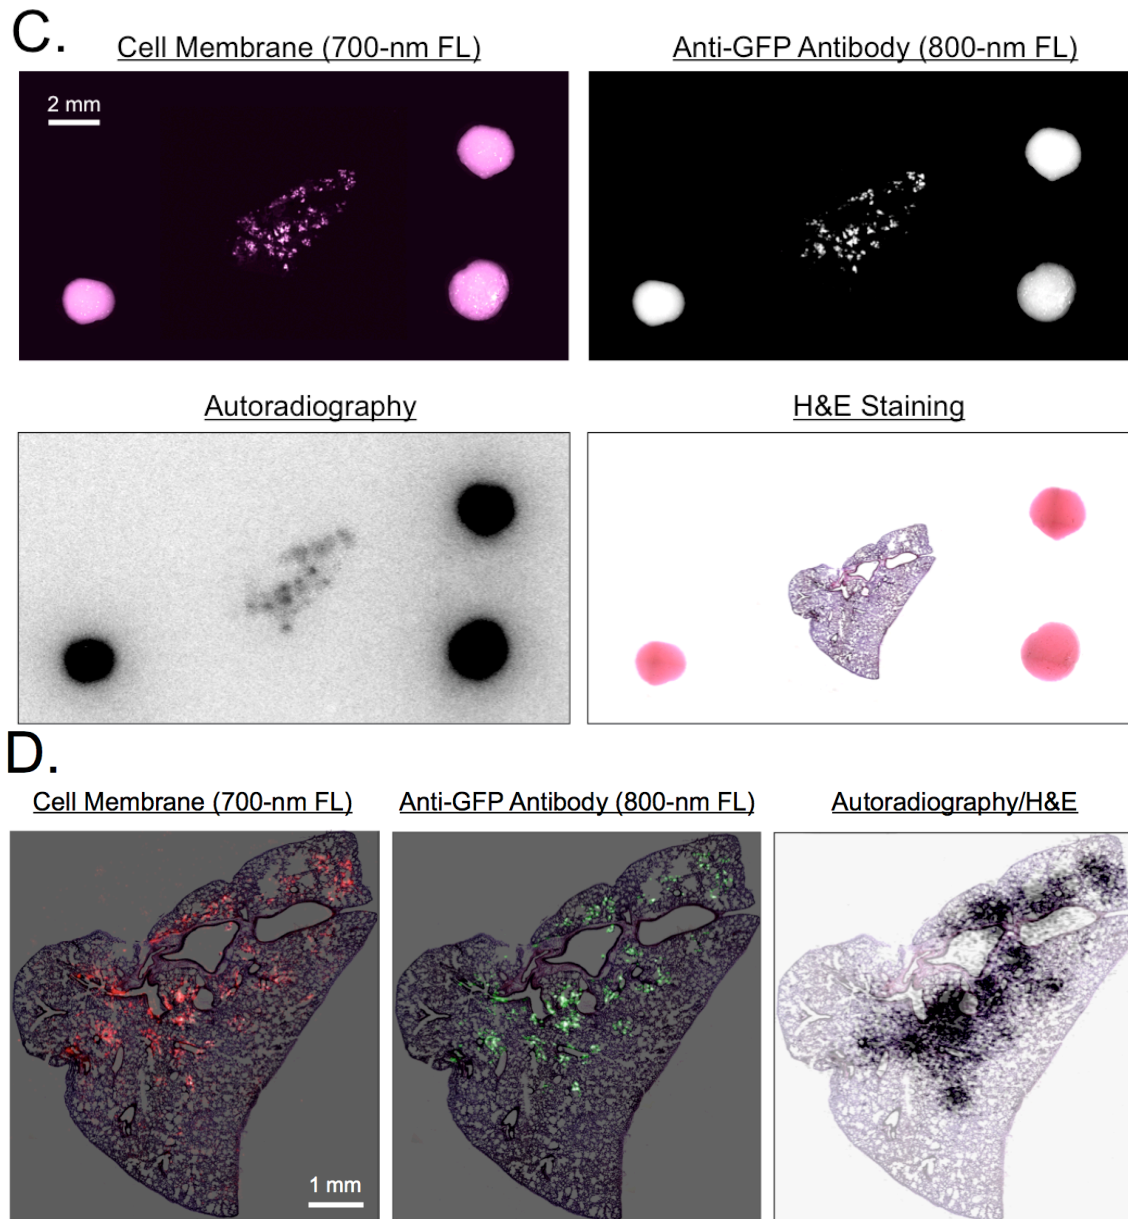 C.
Cell Membrane (700-nm FL)
Anti-GFP Antibody (800-nm FL)
2 mm
Autoradiography
H&E Staining
D.
Cell Membrane (700-nm FL)
Anti-GFP Antibody (800-nm FL)
Autoradiography/H&E
1 mm